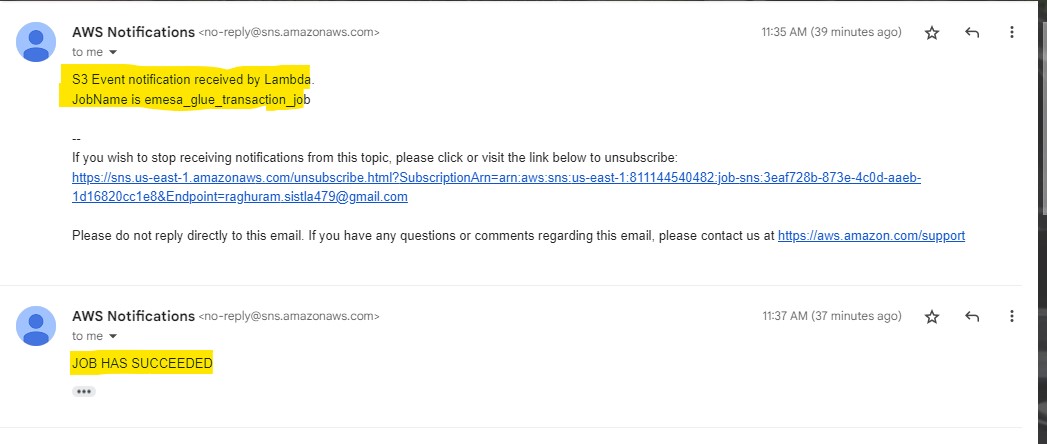 AWS Notifications <no-reply@sns.amazonaws.com> 11:35 AM (39 minutes ago)
to me
S3 Event notification received by Lambda.
JobName is emesa_glue_transaction_job
--
If you wish to stop receiving notifications from this topic, please click or visit the link below to unsubscribe:
https://sns.us-east-1.amazonaws.com/unsubscribe.html?SubscriptionArn=arn:aws:sns:us-east-1:811144540482:job-sns:3eaf728b-873e-4c0d-aaeb-
1d16820cc1e8&Endpoint=raghuram.sistla479@gmail.com
Please do not reply directly to this email. If you have any questions or comments regarding this email, please contact us at https://aws.amazon.com/support
AWS Notifications <no-reply@sns.amazonaws.com> 11:37 AM (37 minutes ago)
to me
JOB HAS SUCCEEDED